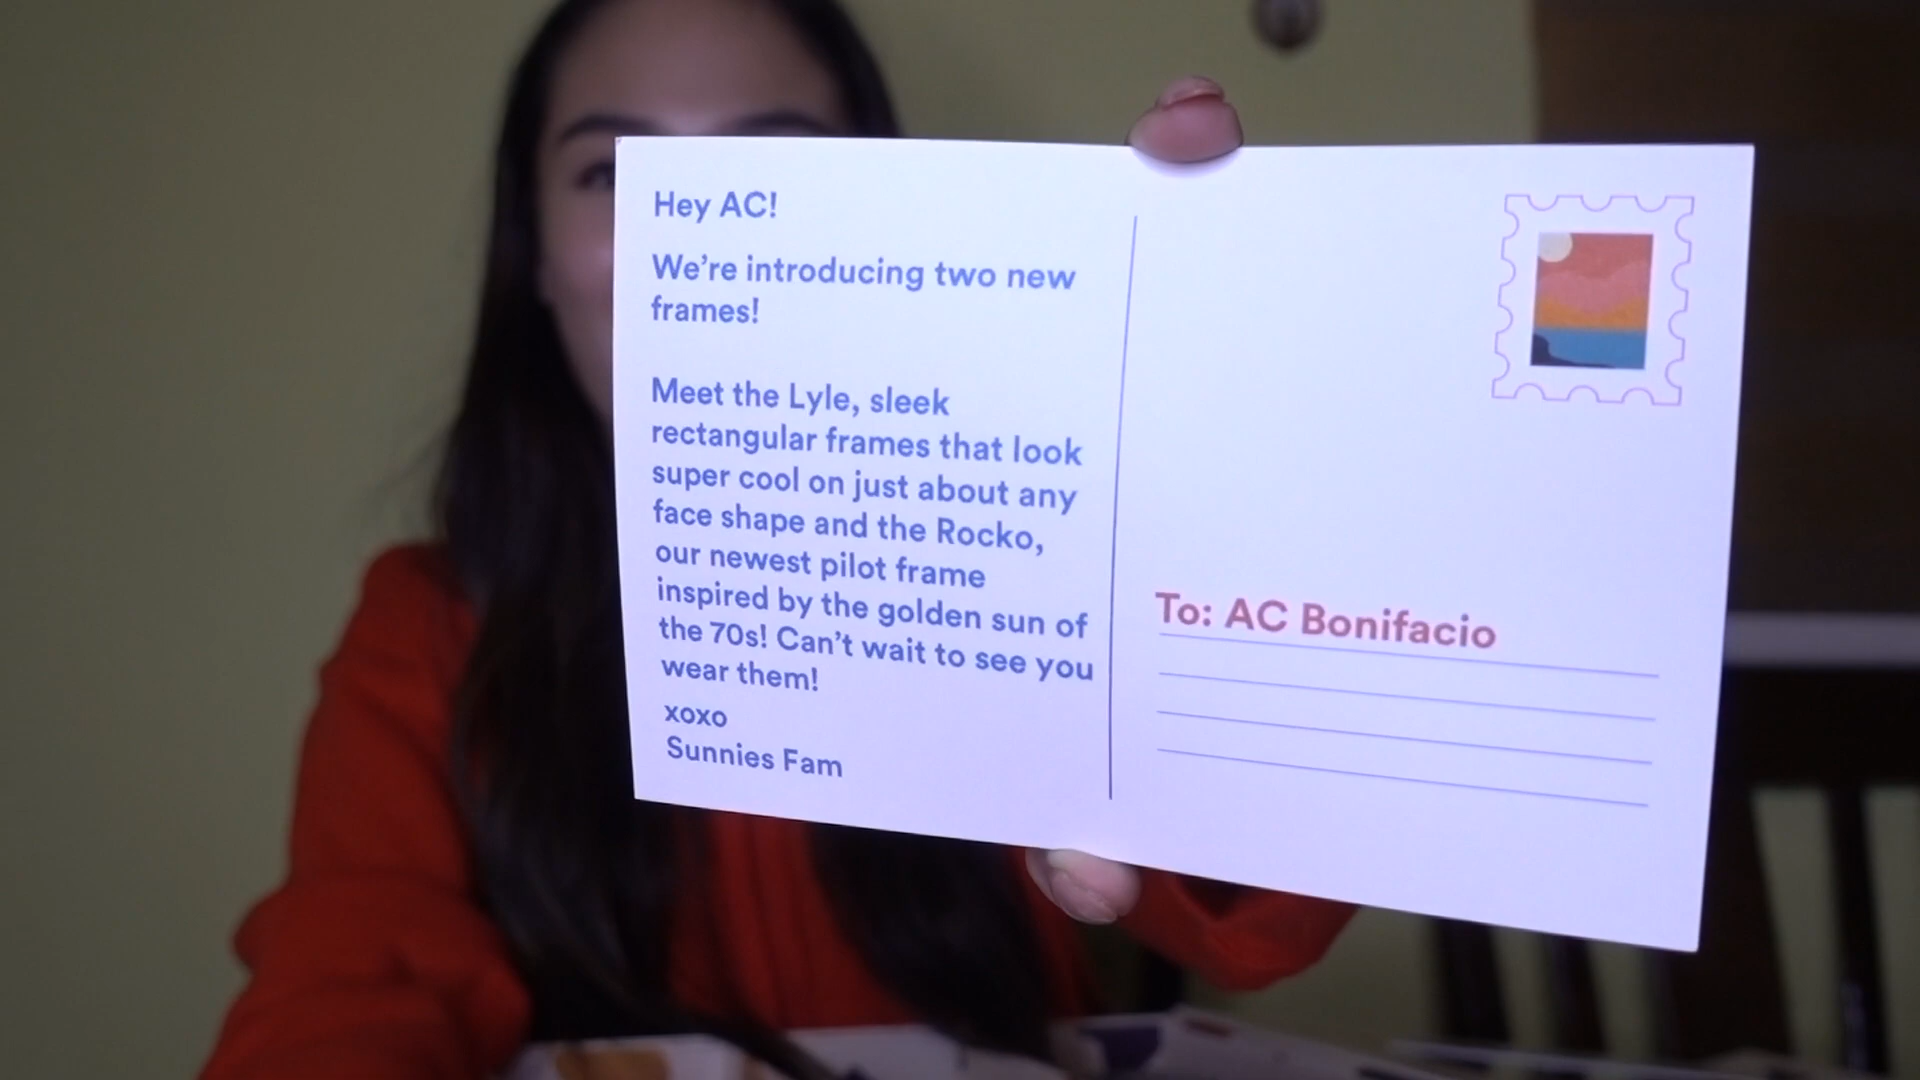 Hey AC!
We're introducing two new
frames!
Meet the Lyle, sleek
rectangular frames that look
super cool on just about any
face shape and the Rocko,
our newest pilot frame
inspired by the golden sun of
the 70s! Can't wait to see you
wear them!
xoxo
Sunnies Fam
To: AC Bonifacio